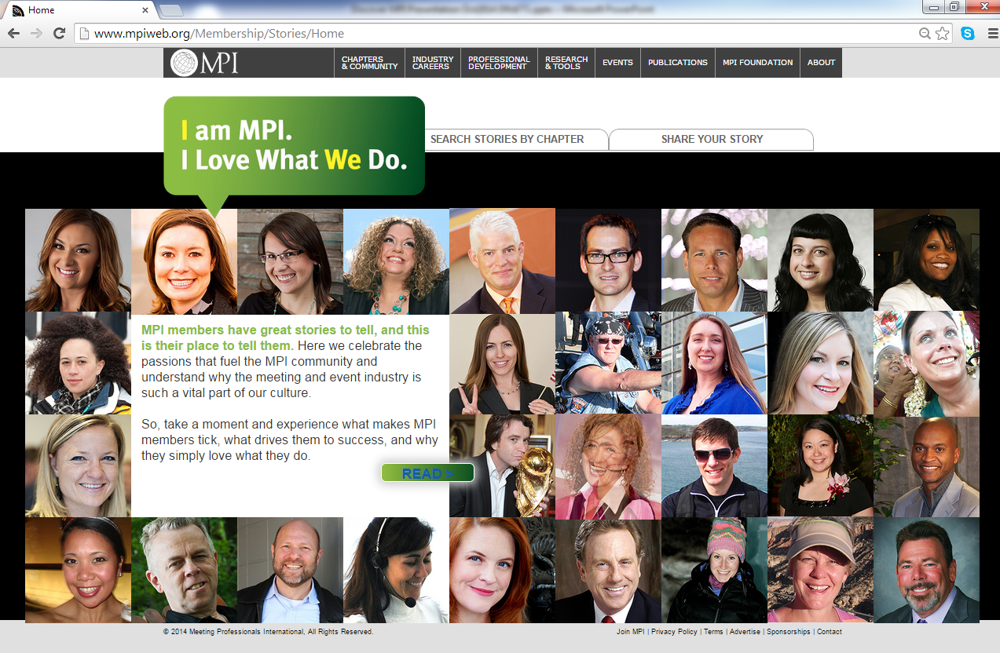 Home
www.mpiweb.org/Membership/Stories/Home
MPI
CHAPTERS
& COMMUNITY
INDUSTRY
CAREERS
PROFESSIONAL
DEVELOPMENT
RESEARCH
& TOOLS
EVENTS
PUBLICATIONS
MPI FOUNDATION
ABOUT
I am MPI.
I Love What We Do.
SEARCH STORIES BY CHAPTER
SHARE YOUR STORY
MPI members have great stories to tell, and this
is their place to tell them. Here we celebrate the
passions that fuel the MPI community and
understand why the meeting and event industry is
such a vital part of our culture.
So, take a moment and experience what makes MPI
members tick, what drives them to success, and why
they simply love what they do.
READ >
© 2014 Meeting Professionals International, All Rights Reserved.
Join MPI | Privacy Policy | Terms | Advertise | Sponsorships | Contact